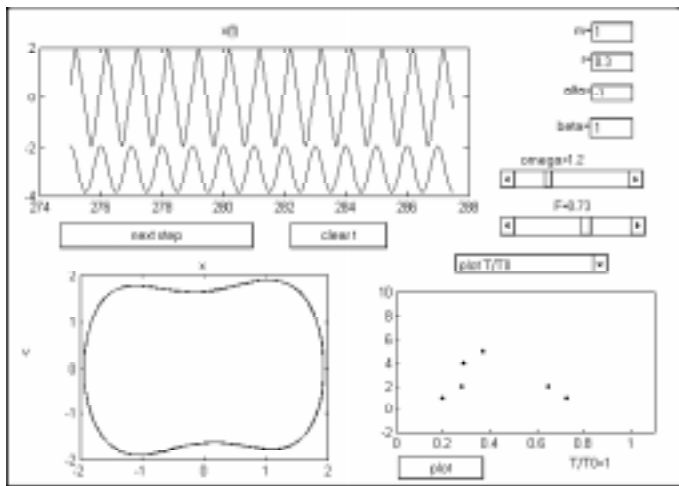 x(t)
m= 1
r= 0.3
alfa= -1
beta= 1
omega=1.2
F=0.73
2
0
-2
-4
274 276 278 280 282 284 286 288
next step
clear t
plot T/T0
x
2
1
0
-1
-2
v
-2 -1 0 1 2
10
8
6
4
2
0
-2
0 0.2 0.4 0.6 0.8 1
plot
T/T0=1